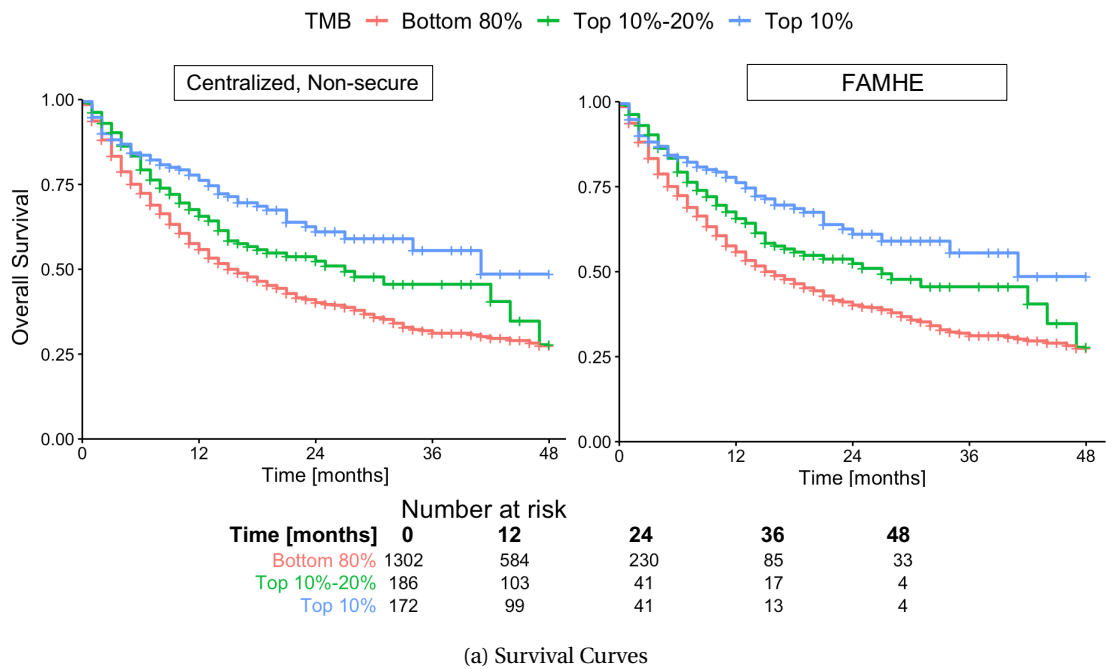 TMB Bottom 80% Top 10%-20% Top 10%
Centralized, Non-secure
Overall Survival
1.00
0.75
0.50
0.25
0.00
0 12 24 36 48
Time [months]
FAMHE
1.00
0.75
0.50
0.25
0.00
0 12 24 36 48
Time [months]
Number at risk
Time [months] 0 12 24 36 48
Bottom 80% 1302 584 230 85 33
Top 10%-20% 186 103 41 17 4
Top 10% 172 99 41 13 4
(a) Survival Curves